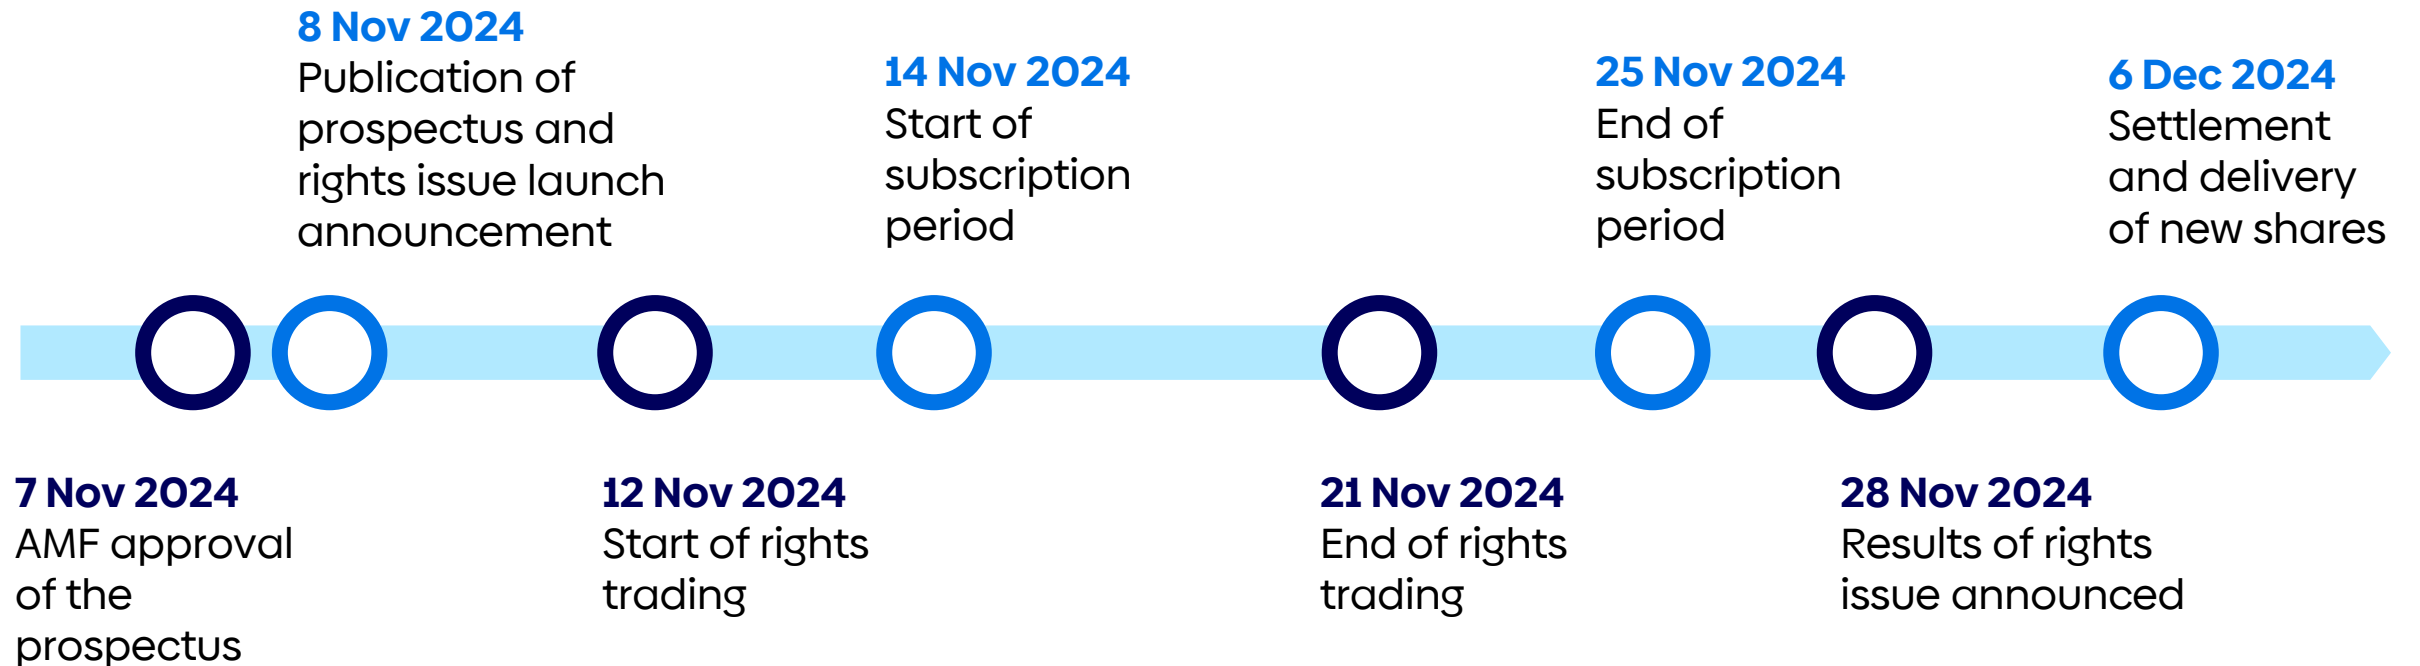 8 Nov 2024
Publication of
prospectus and
rights issue launch
announcement
14 Nov 2024
Start of
subscription
period
25 Nov 2024
End of
subscription
period
6 Dec 2024
Settlement
and delivery
of new shares
7 Nov 2024
AMF approval
of the
prospectus
12 Nov 2024
Start of rights
trading
21 Nov 2024
End of rights
trading
28 Nov 2024
Results of rights
issue announced